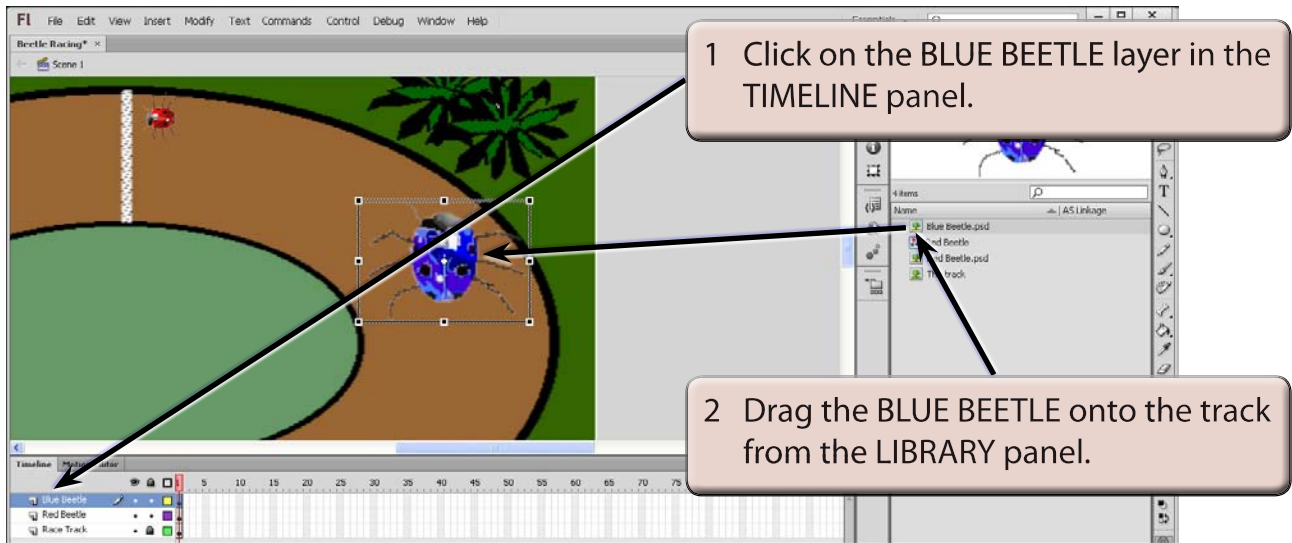 Fl File Edit View Insert Modify Text Commands Control Debug Window Help
Beetle Racing* ×
Scene 1
1 Click on the BLUE BEETLE layer in the
TIMELINE panel.
4 items
Name AS Linkage
Blue Beetle.psd
Red Beetle
Red Beetle.psd
The track
2 Drag the BLUE BEETLE onto the track
from the LIBRARY panel.
Timeline
1 5 10 15 20 25 30 35 40 45 50 55 60 65 70 75
Blue Beetle
Red Beetle
Race Track